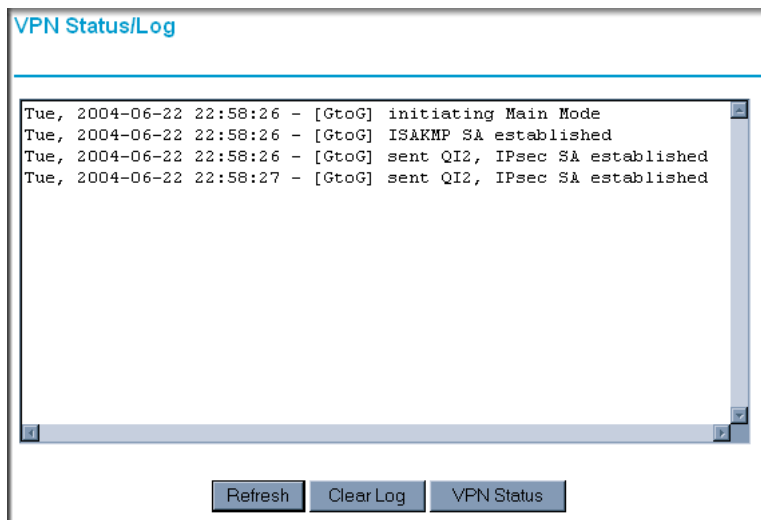 VPN Status/Log
Tue, 2004-06-22 22:58:26 - [GtoG] initiating Main Mode
Tue, 2004-06-22 22:58:26 - [GtoG] ISAKMP SA established
Tue, 2004-06-22 22:58:26 - [GtoG] sent QI2, IPsec SA established
Tue, 2004-06-22 22:58:27 - [GtoG] sent QI2, IPsec SA established
Refresh Clear Log VPN Status